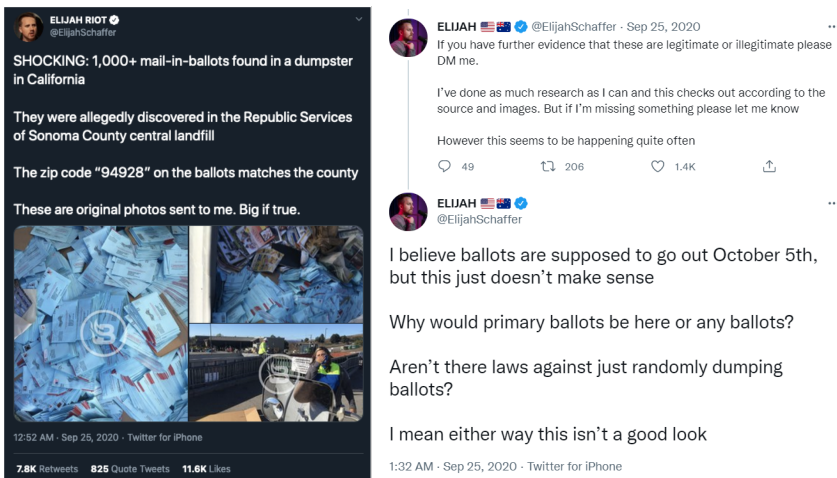 ELIJAH RIOT
@ElijahSchaffer
SHOCKING: 1,000+ mail-in-ballots found in a dumpster
in California
They were allegedly discovered in the Republic Services
of Sonoma County central landfill
The zip code "94928" on the ballots matches the county
These are original photos sent to me. Big if true.
12:52 AM · Sep 25, 2020 · Twitter for iPhone
7.8K Retweets 825 Quote Tweets 11.6K Likes
ELIJAH @ElijahSchaffer · Sep 25, 2020
If you have further evidence that these are legitimate or illegitimate please
DM me.
I've done as much research as I can and this checks out according to the
source and images. But if I'm missing something please let me know
However this seems to be happening quite often
49 206 1.4K
ELIJAH
@ElijahSchaffer
I believe ballots are supposed to go out October 5th,
but this just doesn't make sense
Why would primary ballots be here or any ballots?
Aren't there laws against just randomly dumping
ballots?
I mean either way this isn't a good look
1:32 AM · Sep 25, 2020 · Twitter for iPhone